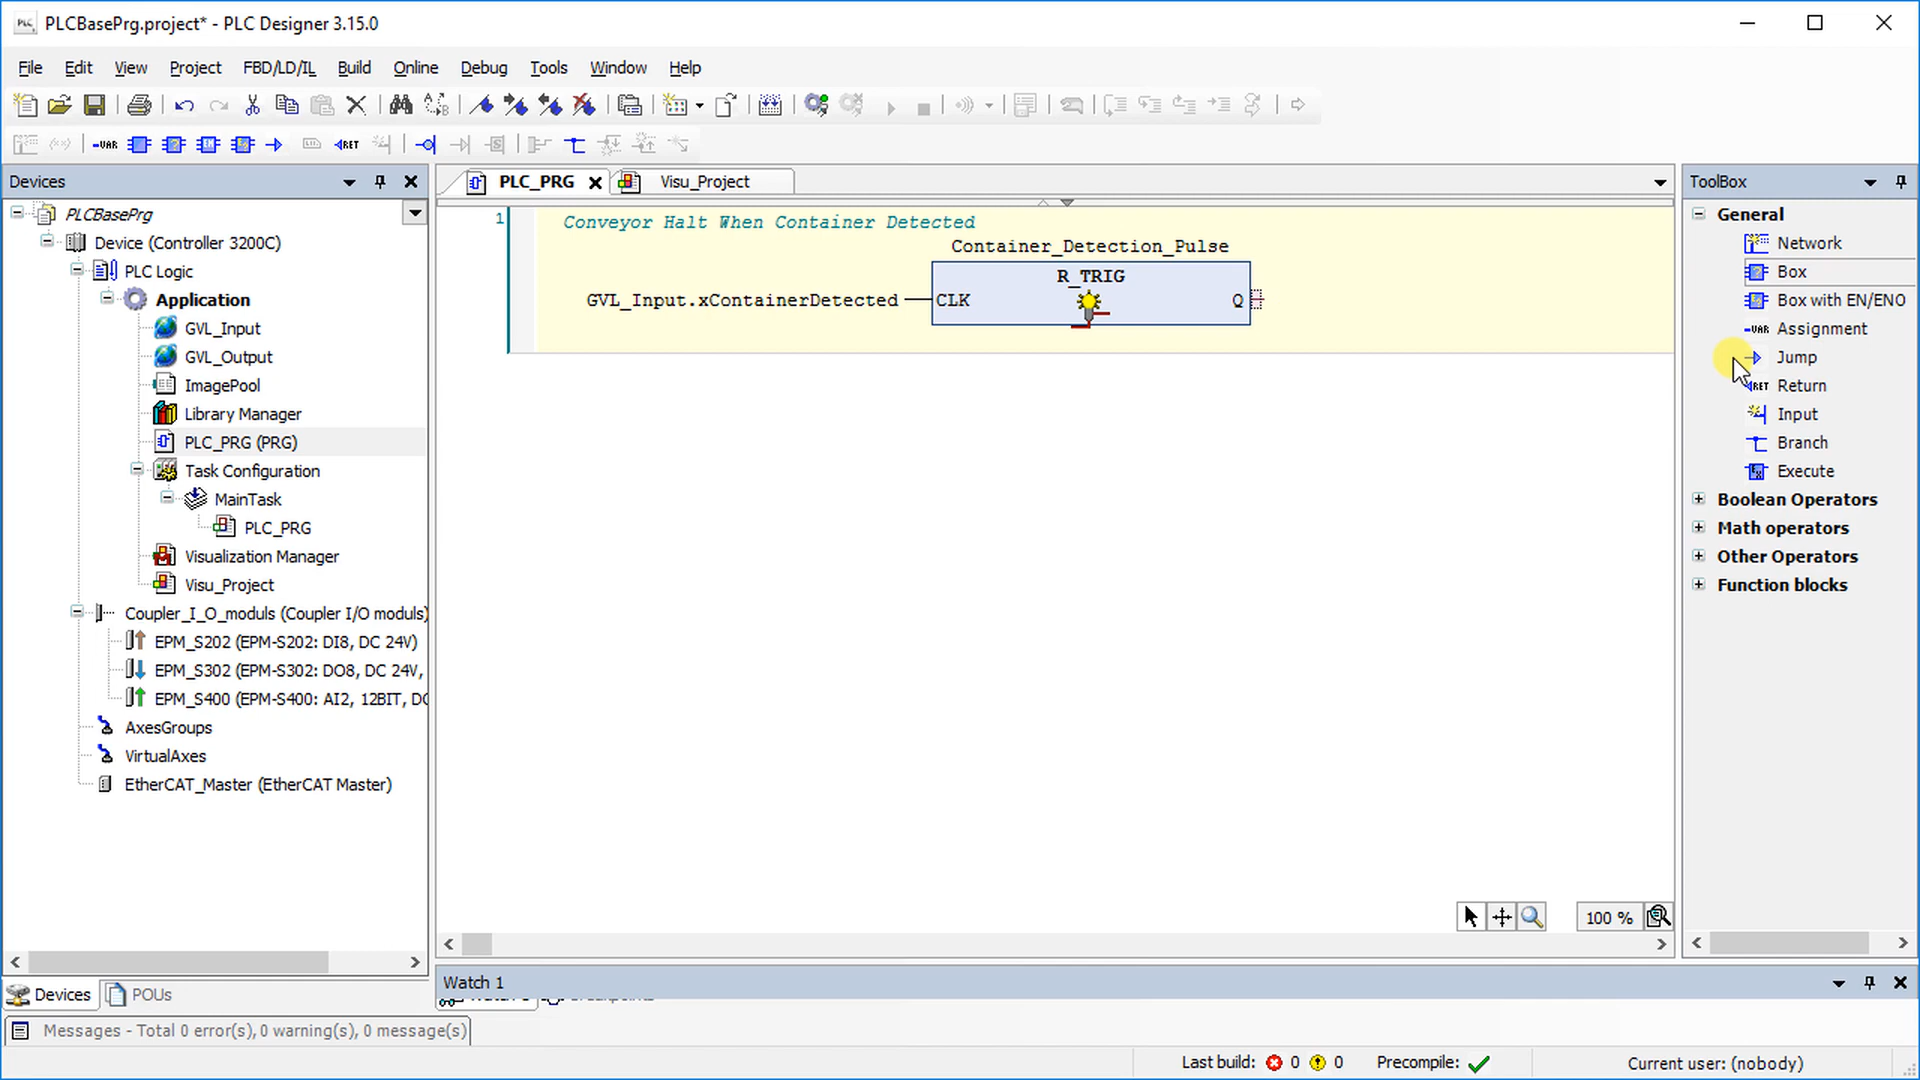 PLC PLCBasePrg.project* - PLC Designer 3.15.0
File Edit View Project FBD/LD/IL Build Online Debug Tools Window Help
VAR RET
Devices
PLC_PRG
Visu_Project
ToolBox
PLCBasePrg
Device (Controller 3200C)
PLC Logic
Application
GVL_Input
GVL_Output
ImagePool
Library Manager
PLC_PRG (PRG)
Task Configuration
MainTask
PLC_PRG
Visualization Manager
Visu_Project
Coupler_I_O_moduls (Coupler I/O moduls)
EPM_S202 (EPM-S202: DI8, DC 24V)
EPM_S302 (EPM-S302: DO8, DC 24V,
EPM_S400 (EPM-S400: AI2, 12BIT, DC
AxesGroups
VirtualAxes
EtherCAT_Master (EtherCAT Master)
Devices POUs
1
Conveyor Halt When Container Detected
Container_Detection_Pulse
R_TRIG
GVL_Input.xContainerDetected CLK Q
100 %
General
Network
Box
Box with EN/ENO
VAR Assignment
Jump
RET Return
Input
Branch
Execute
Boolean Operators
Math operators
Other Operators
Function blocks
Watch 1
Messages - Total 0 error(s), 0 warning(s), 0 message(s)
Last build: 0 0 Precompile: Current user: (nobody)